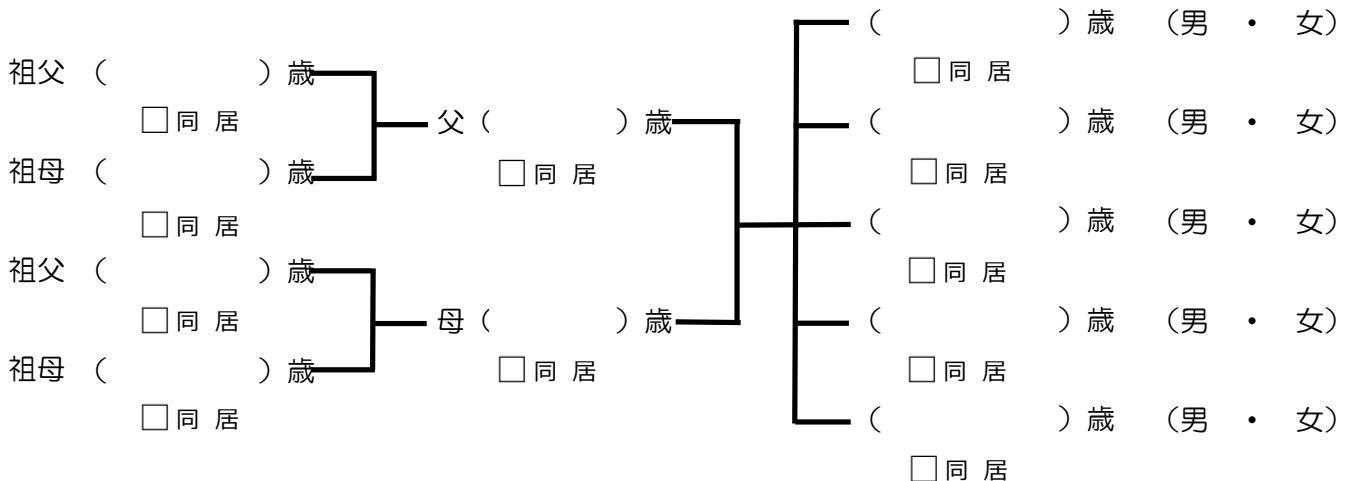 （　　　）歳　（男　・　女）
祖父　（　　　）歳
□同 居
□同 居
父（　　　）歳
（　　　）歳　（男　・　女）
祖母　（　　　）歳
□同 居
□同 居
□同 居
（　　　）歳　（男　・　女）
祖父　（　　　）歳
□同 居
□同 居
母（　　　）歳
（　　　）歳　（男　・　女）
祖母　（　　　）歳
□同 居
□同 居
□同 居
（　　　）歳　（男　・　女）
□同 居